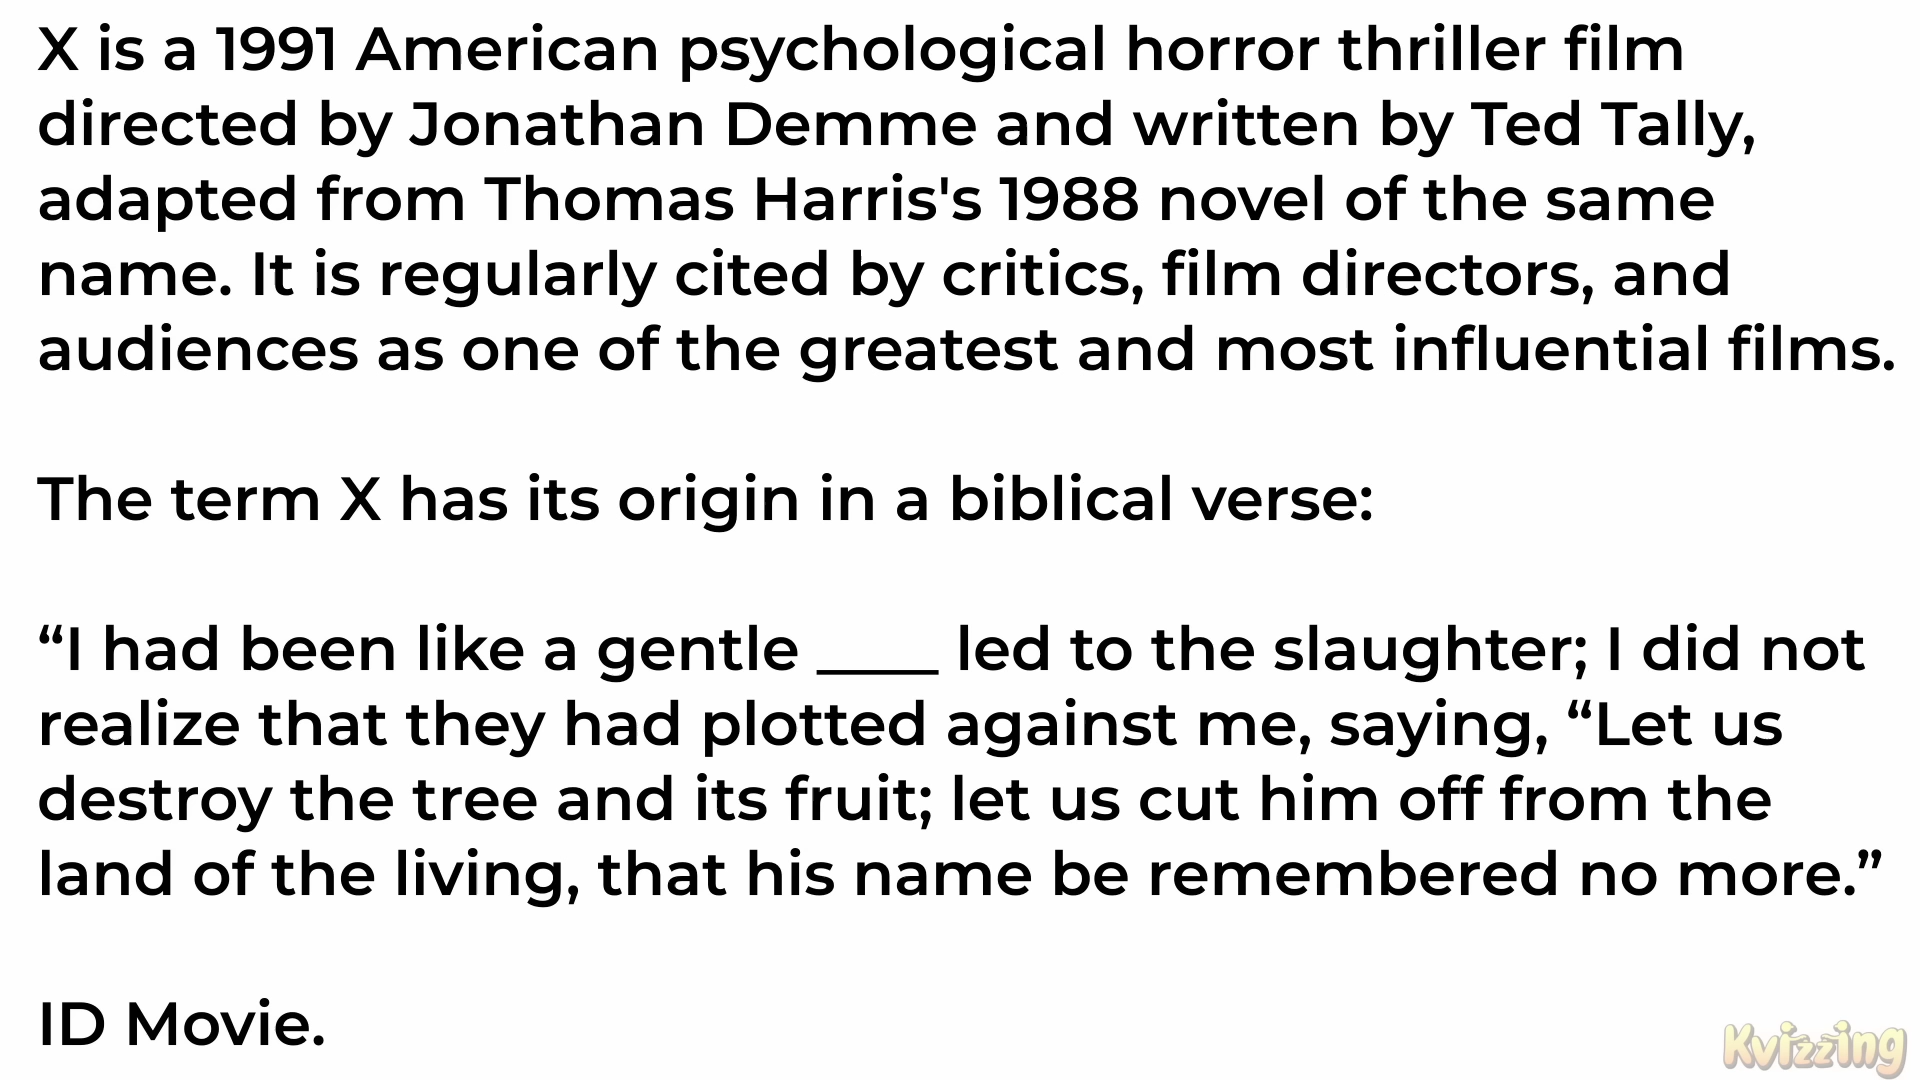 X is a 1991 American psychological horror thriller film
directed by Jonathan Demme and written by Ted Tally,
adapted from Thomas Harris's 1988 novel of the same
name. It is regularly cited by critics, film directors, and
audiences as one of the greatest and most influential films.
The term X has its origin in a biblical verse:
“I had been like a gentle ____ led to the slaughter; I did not
realize that they had plotted against me, saying, “Let us
destroy the tree and its fruit; let us cut him off from the
land of the living, that his name be remembered no more.”
ID Movie.
Kvizzing